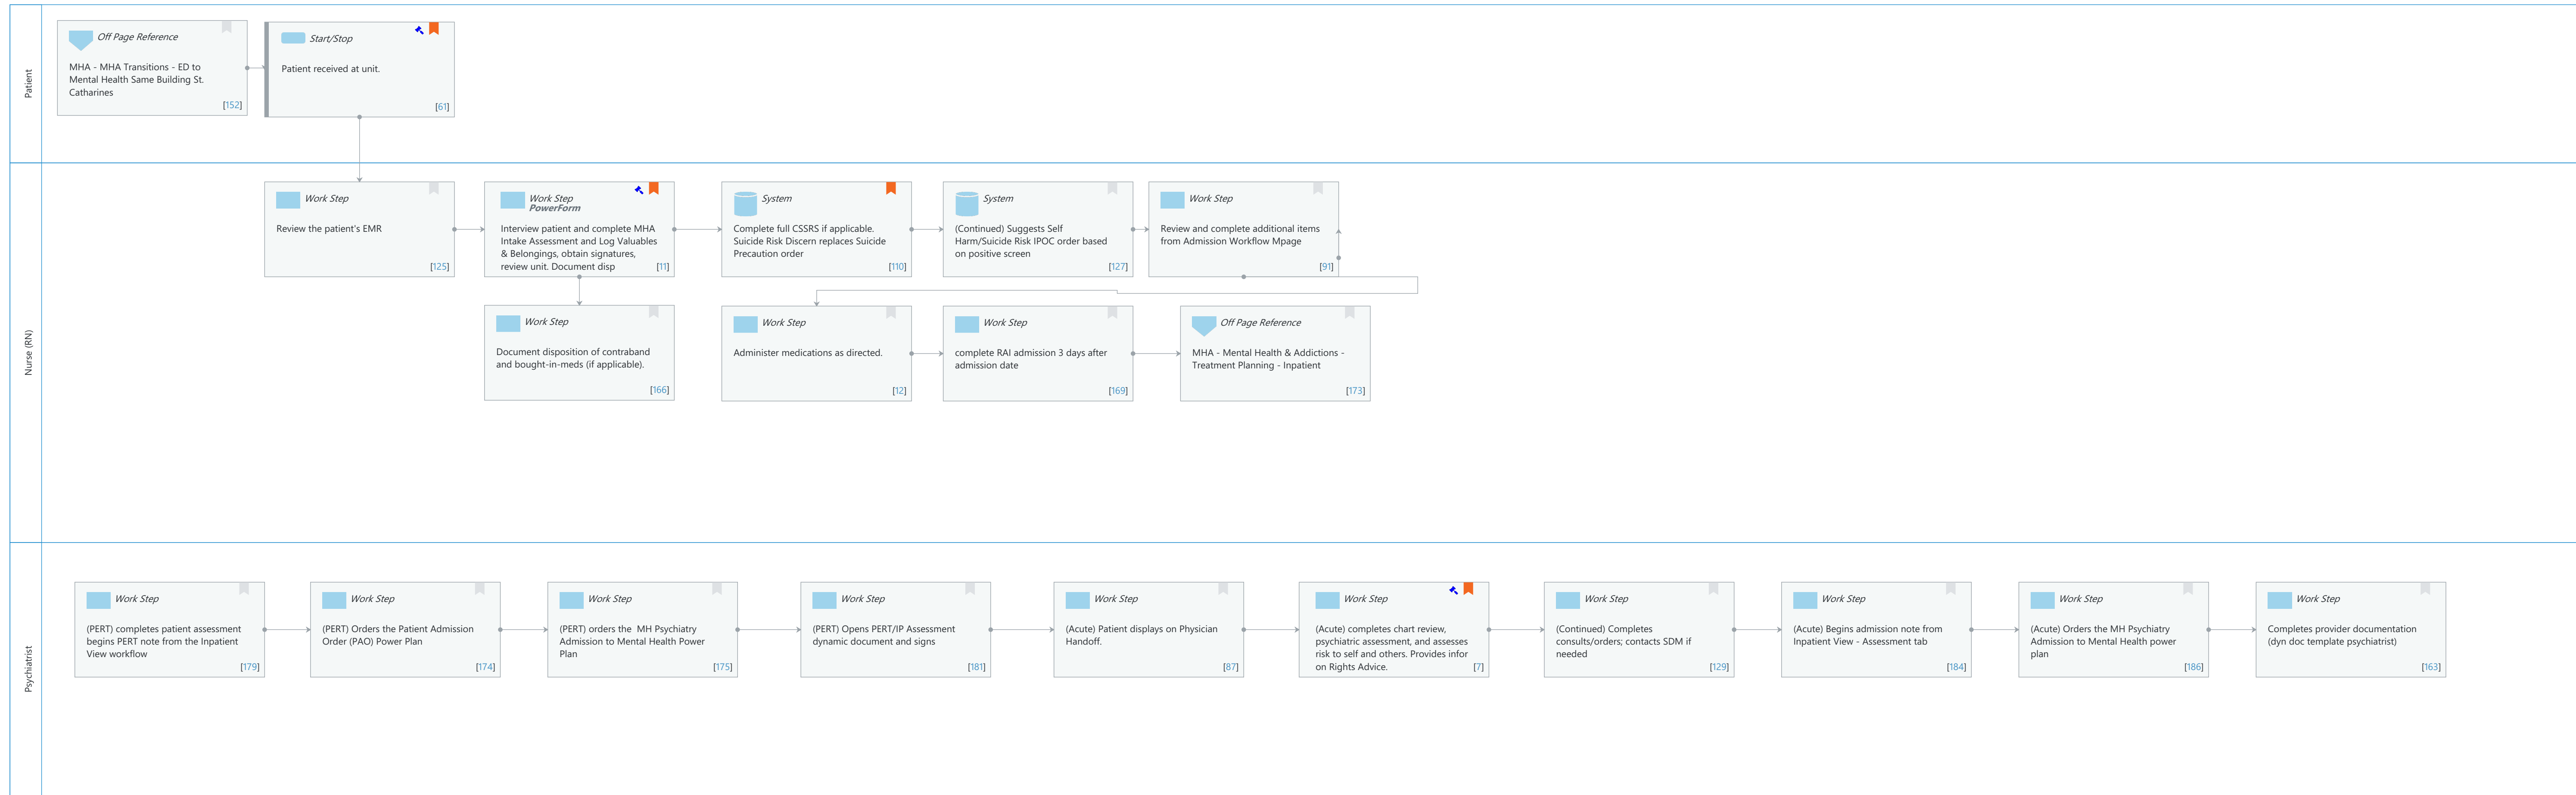 Patient
Off Page Reference
MHA - MHA Transitions - ED to
Mental Health Same Building St.
Catharines
[152]
Start/Stop
Patient received at unit.
[61]
Nurse (RN)
Work Step
Review the patient's EMR
[125]
Work Step
PowerForm
Interview patient and complete MHA
Intake Assessment and Log Valuables
& Belongings, obtain signatures,
review unit. Document disp
[11]
System
Complete full CSSRS if applicable.
Suicide Risk Discern replaces Suicide
Precaution order
[110]
System
(Continued) Suggests Self
Harm/Suicide Risk IPOC order based
on positive screen
[127]
Work Step
Review and complete additional items
from Admission Workflow Mpage
[91]
Work Step
Document disposition of contraband
and bought-in-meds (if applicable).
[166]
Work Step
Administer medications as directed.
[12]
Work Step
complete RAI admission 3 days after
admission date
[169]
Off Page Reference
MHA - Mental Health & Addictions -
Treatment Planning - Inpatient
[173]
Psychiatrist
Work Step
(PERT) completes patient assessment
begins PERT note from the Inpatient
View workflow
[179]
Work Step
(PERT) Orders the Patient Admission
Order (PAO) Power Plan
[174]
Work Step
(PERT) orders the  MH Psychiatry
Admission to Mental Health Power
Plan
[175]
Work Step
(PERT) Opens PERT/IP Assessment
dynamic document and signs
[181]
Work Step
(Acute) Patient displays on Physician
Handoff.
[87]
Work Step
(Acute) completes chart review,
psychiatric assessment, and assesses
risk to self and others. Provides infor
on Rights Advice.
[7]
Work Step
(Continued) Completes
consults/orders; contacts SDM if
needed
[129]
Work Step
(Acute) Begins admission note from
Inpatient View - Assessment tab
[184]
Work Step
(Acute) Orders the MH Psychiatry
Admission to Mental Health power
plan
[186]
Work Step
Completes provider documentation
(dyn doc template psychiatrist)
[163]